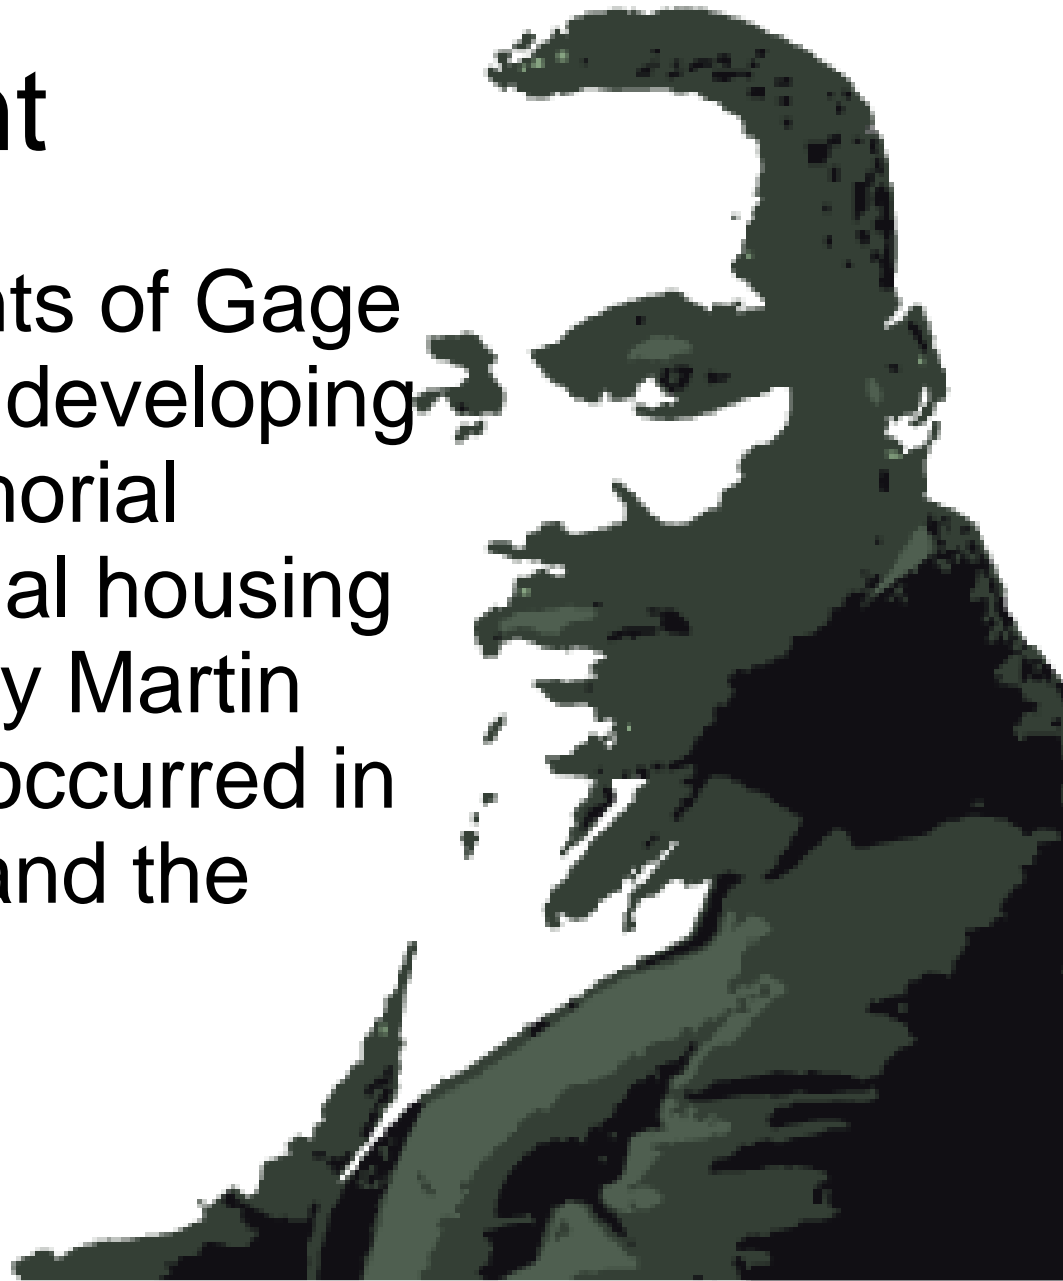 nt
nts of Gage
developing
norial
al housing
y Martin
occurred in
and the